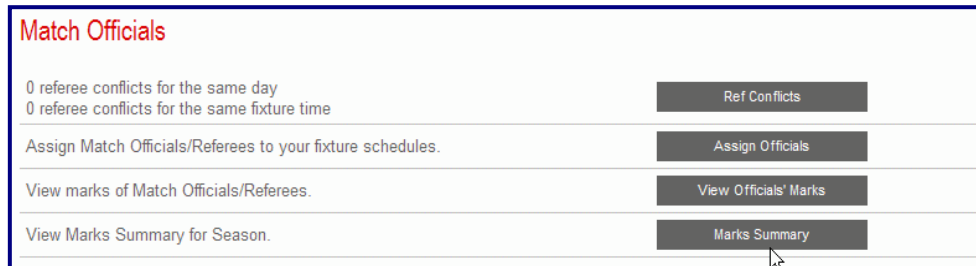 Match Officials
0 referee conflicts for the same day
0 referee conflicts for the same fixture time
Ref Conflicts
Assign Match Officials/Referees to your fixture schedules.
Assign Officials
View marks of Match Officials/Referees.
View Officials' Marks
View Marks Summary for Season.
Marks Summary